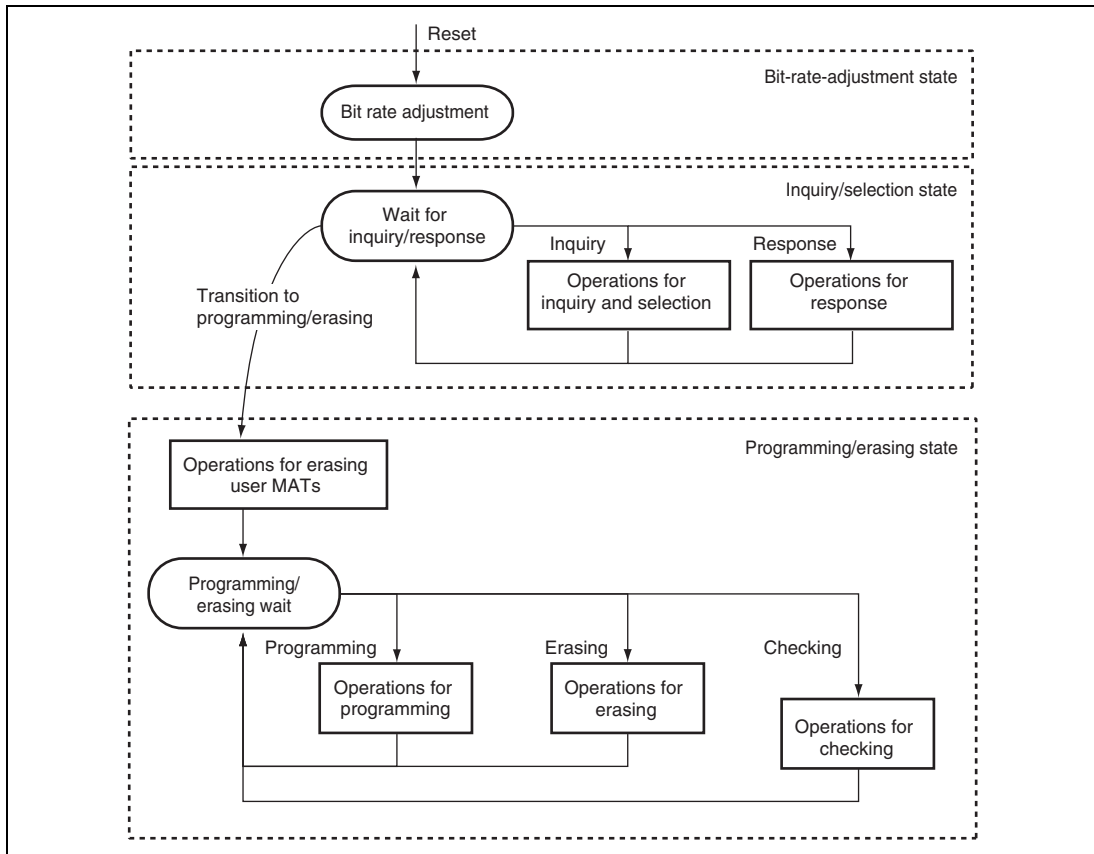 Reset
Bit-rate-adjustment state
Bit rate adjustment
Inquiry/selection state
Wait for
inquiry/response
Inquiry
Response
Operations for
inquiry and selection
Operations for
response
Transition to
programming/erasing
Programming/erasing state
Operations for erasing
user MATs
Programming/
erasing wait
Programming
Erasing
Checking
Operations for
programming
Operations for
erasing
Operations for
checking